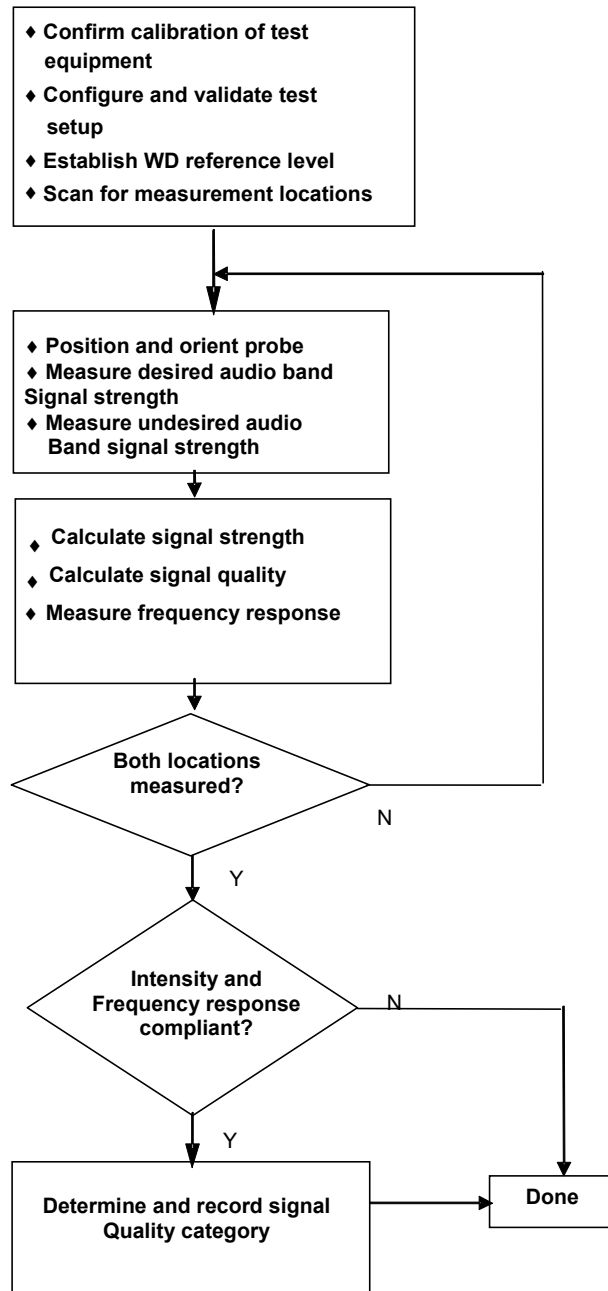 ♦ Confirm calibration of test
equipment
♦ Configure and validate test
setup
♦ Establish WD reference level
♦ Scan for measurement locations
♦ Position and orient probe
♦ Measure desired audio band
Signal strength
♦ Measure undesired audio
Band signal strength
♦ Calculate signal strength
♦ Calculate signal quality
♦ Measure frequency response
Both locations
measured?
N
Y
Intensity and
Frequency response
compliant?
N
Y
Determine and record signal
Quality category
Done